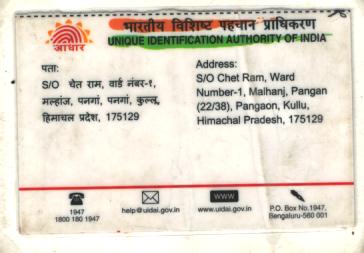 भारतीय विशिष्ट पहचान प्राधिकरण
UNIQUE IDENTIFICATION AUTHORITY OF INDIA
आधार
पता:
S/O चेत राम, वार्ड नंबर-१,
मल्हांज, पनगां, पनगां, कुल्लू,
हिमाचल प्रदेश, 175129
Address:
S/O Chet Ram, Ward
Number-1, Malhanj, Pangan
(22/38), Pangaon, Kullu,
Himachal Pradesh, 175129
1947
1800 180 1947
help@uidai.gov.in
WWW
www.uidai.gov.in
P.O. Box No.1947,
Bengaluru-560 001